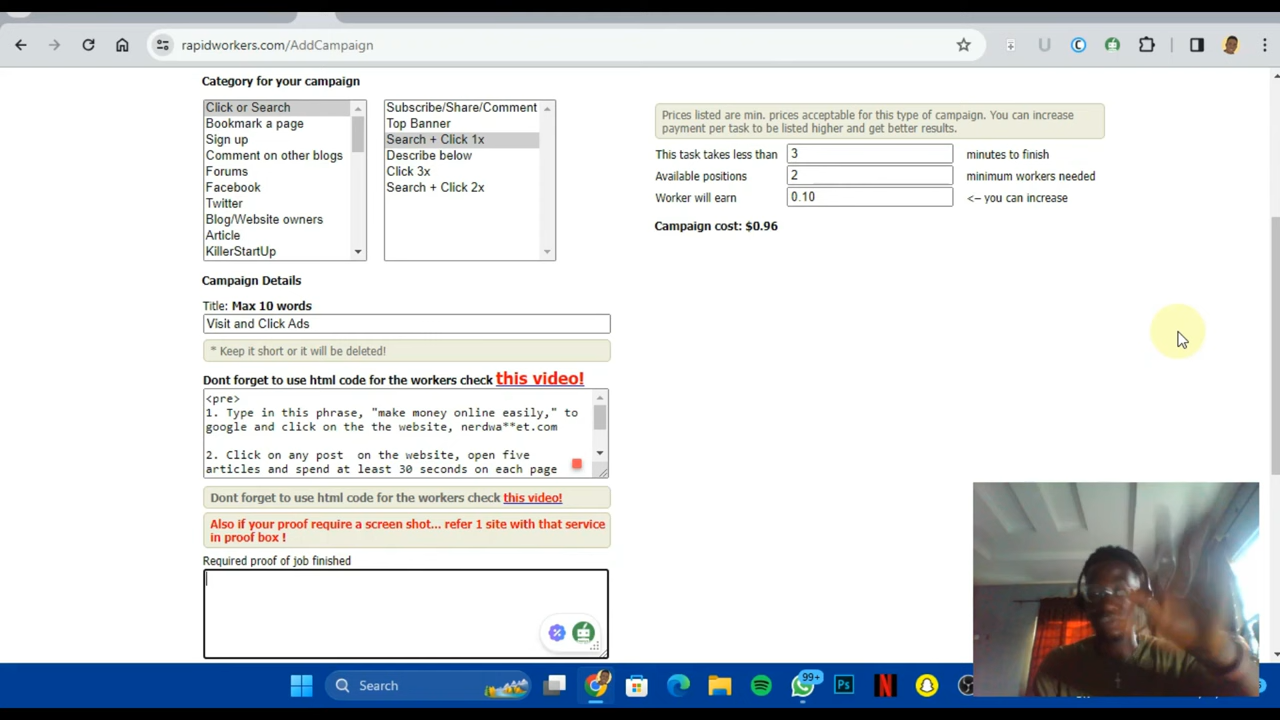 rapidworkers.com/AddCampaign
Category for your campaign
Click or Search
Bookmark a page
Sign up
Comment on other blogs
Forums
Facebook
Twitter
Blog/Website owners
Article
KillerStartUp
Subscribe/Share/Comment
Top Banner
Search + Click 1x
Describe below
Click 3x
Search + Click 2x
Prices listed are min. prices acceptable for this type of campaign. You can increase
payment per task to be listed higher and get better results.
This task takes less than 3 minutes to finish
Available positions 2 minimum workers needed
Worker will earn 0.10 <– you can increase
Campaign cost: $0.96
Campaign Details
Title: Max 10 words
Visit and Click Ads
* Keep it short or it will be deleted!
Dont forget to use html code for the workers check this video!
<pre>
1. Type in this phrase, "make money online easily," to
google and click on the the website, nerdwa**et.com
2. Click on any post  on the website, open five
articles and spend at least 30 seconds on each page
Dont forget to use html code for the workers check this video!
Also if your proof require a screen shot... refer 1 site with that service
in proof box !
Required proof of job finished
Search
99+
Ps
N